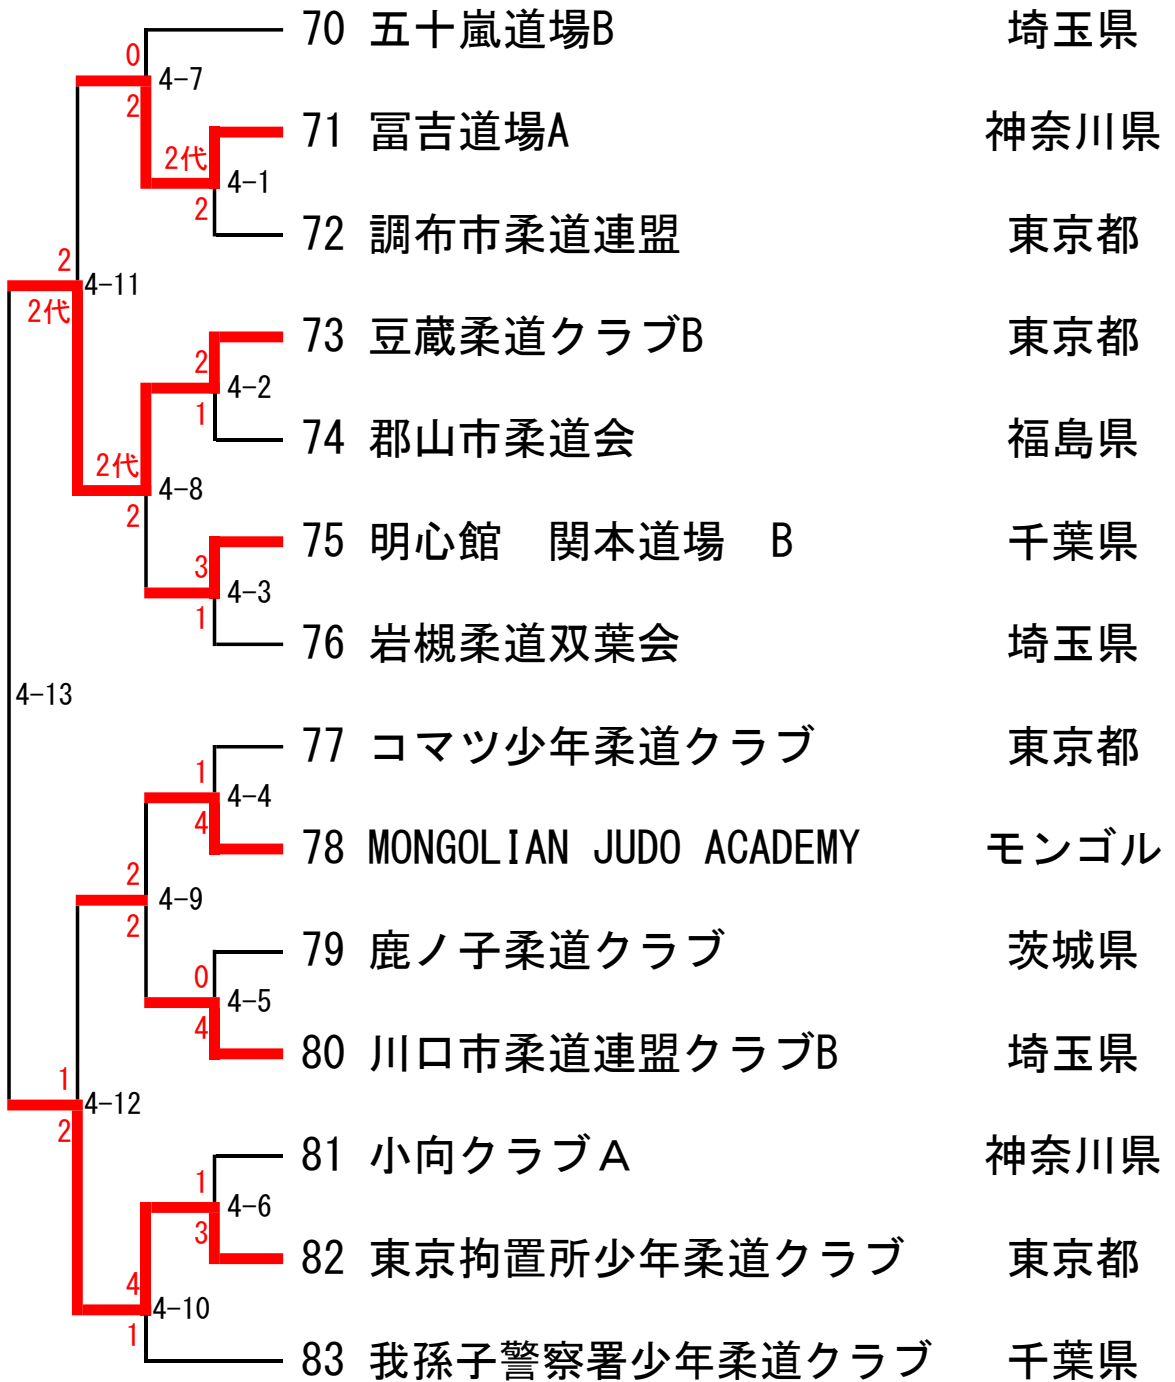 70 五十嵐道場B 埼玉県
0
4-7
2
71 冨吉道場A 神奈川県
2代
4-1
2
72 調布市柔道連盟 東京都
2
4-11
2代
73 豆蔵柔道クラブB 東京都
2
4-2
1
74 郡山市柔道会 福島県
2代
4-8
2
75 明心館　関本道場　B 千葉県
3
4-3
1
76 岩槻柔道双葉会 埼玉県
4-13
77 コマツ少年柔道クラブ 東京都
1
4-4
4
78 MONGOLIAN JUDO ACADEMY モンゴル
2
4-9
2
79 鹿ノ子柔道クラブ 茨城県
0
4-5
4
80 川口市柔道連盟クラブB 埼玉県
1
4-12
2
81 小向クラブＡ 神奈川県
1
4-6
3
82 東京拘置所少年柔道クラブ 東京都
4
4-10
1
83 我孫子警察署少年柔道クラブ 千葉県